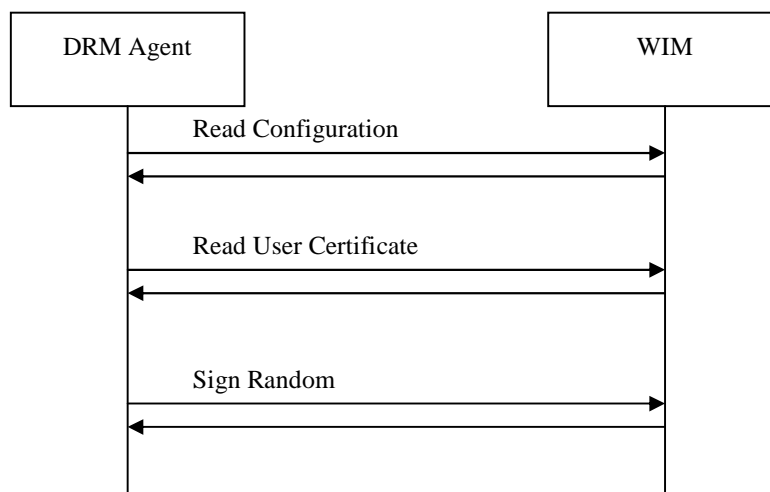 DRM Agent
WIM
Read Configuration
Read User Certificate
Sign Random